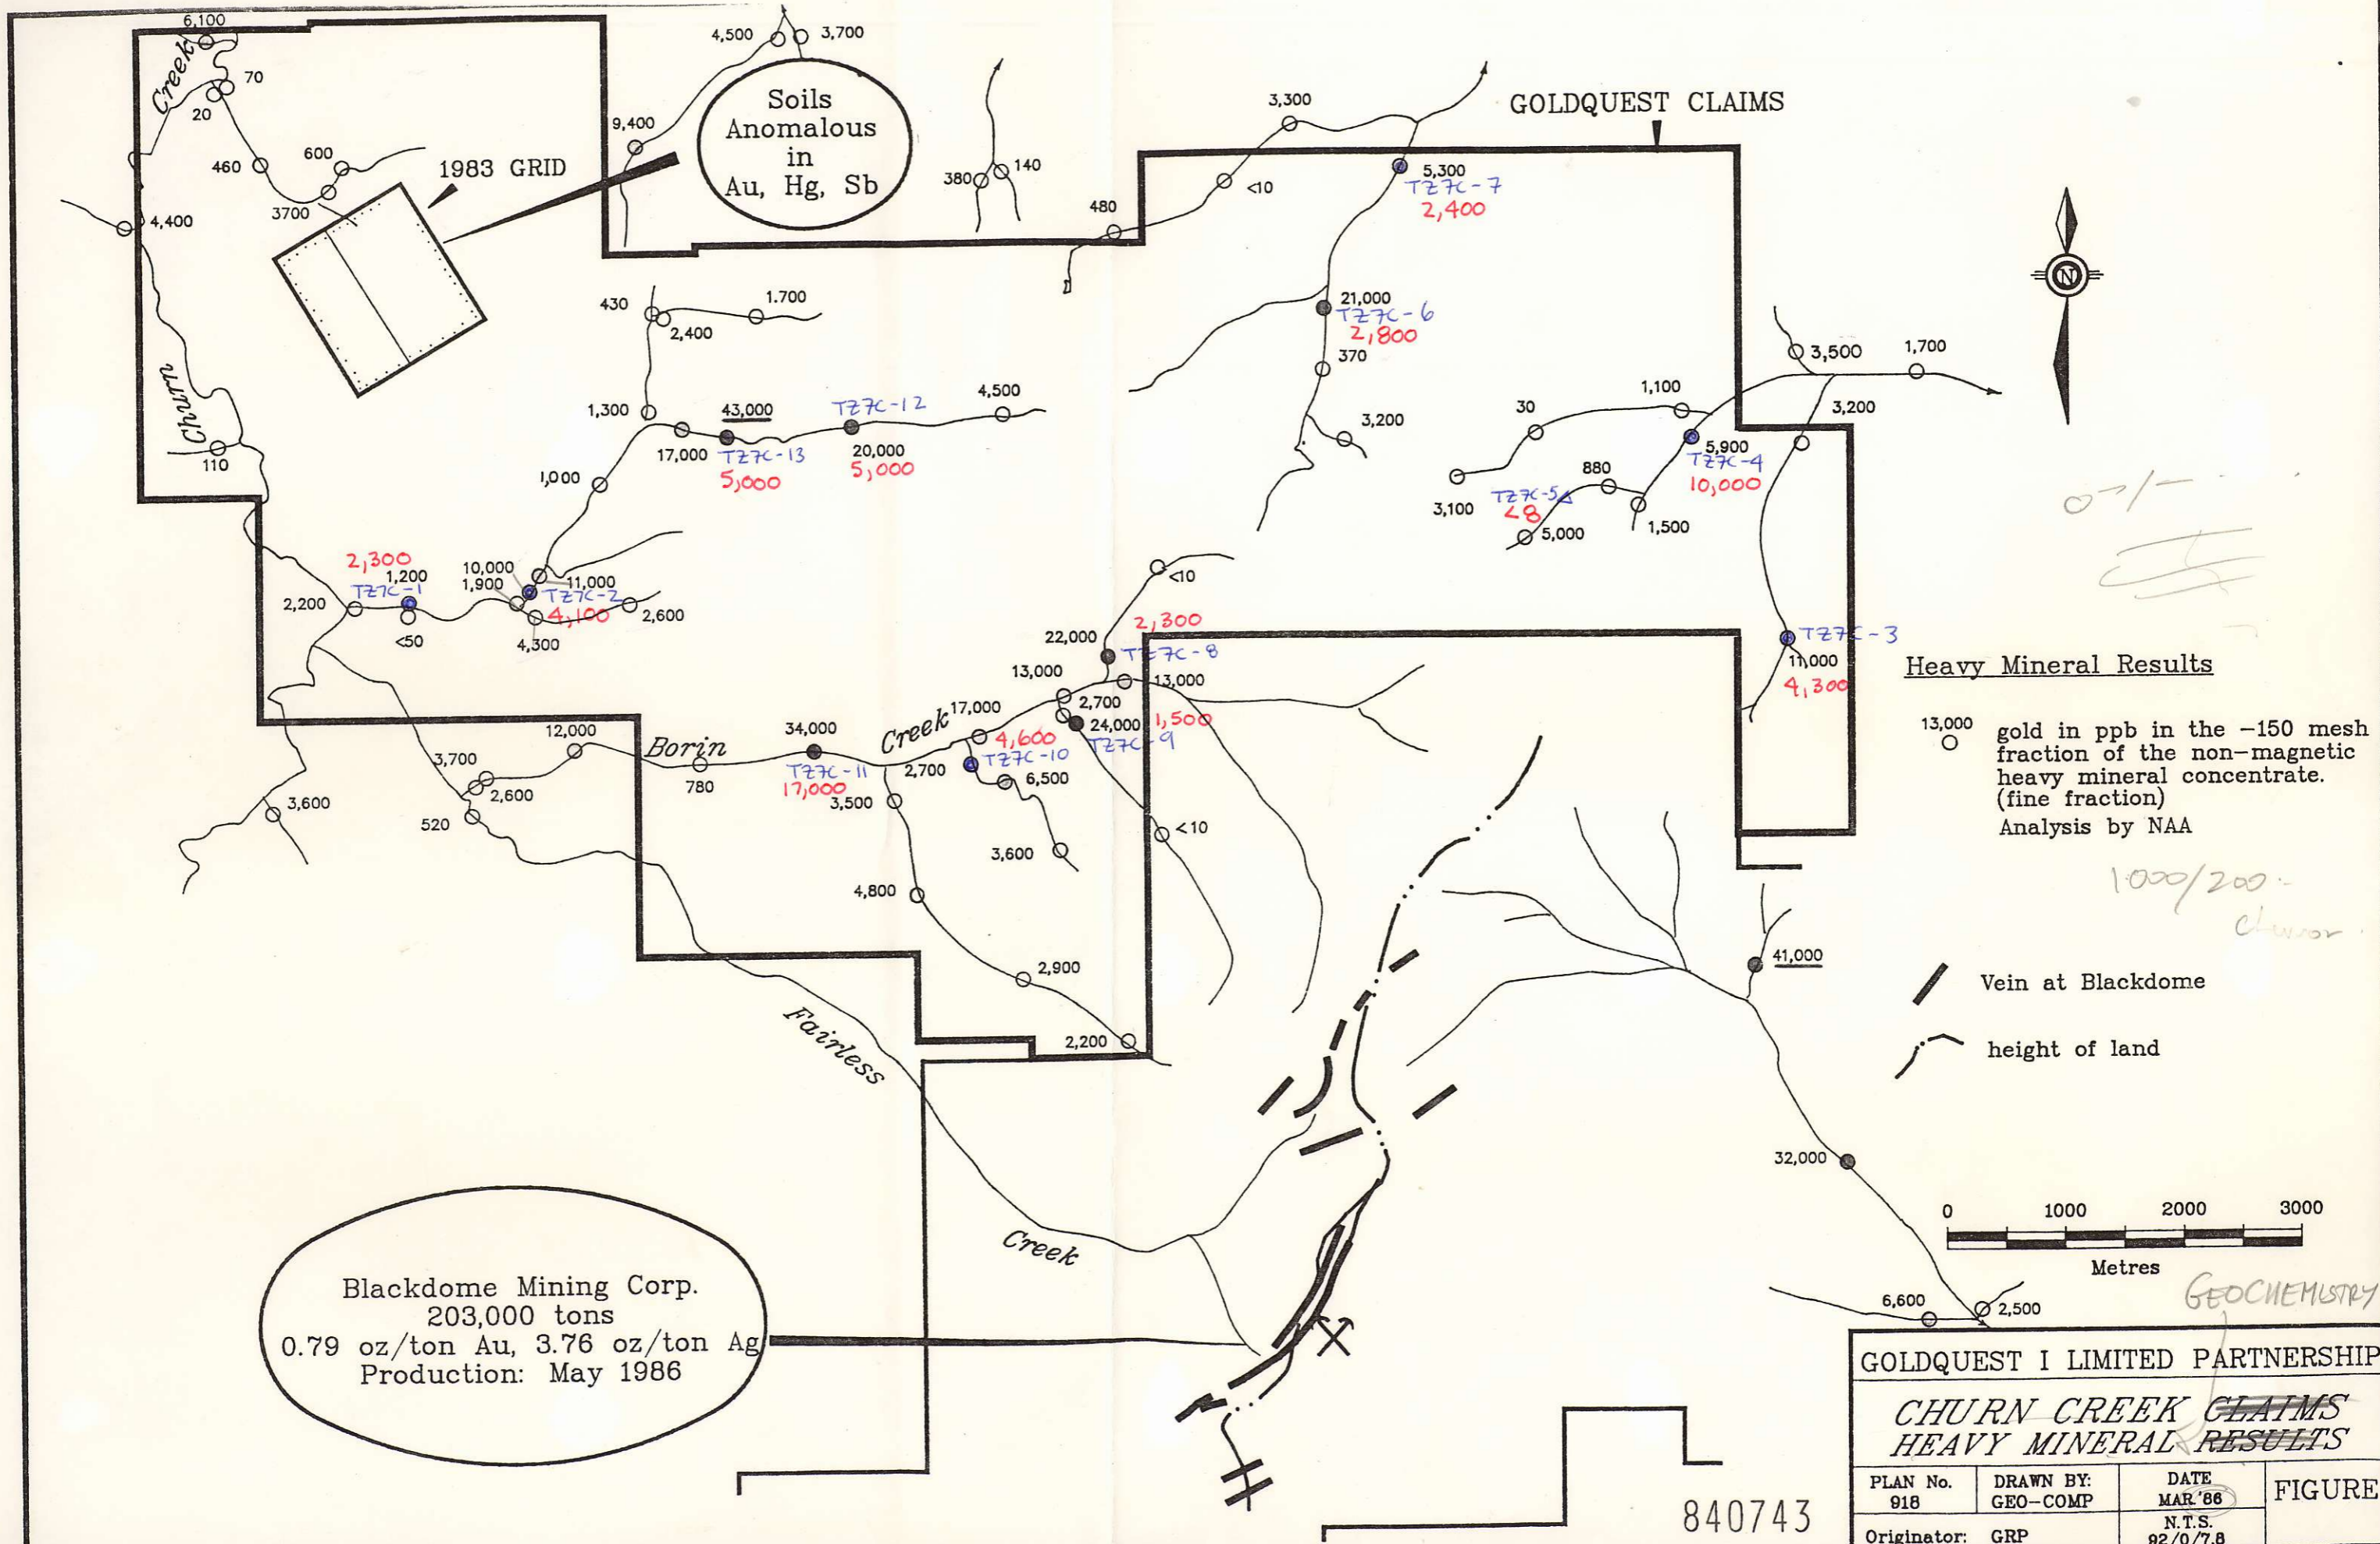 6,100
4,500
3,700
Creek
70
20
Soils
Anomalous
in
Au, Hg, Sb
GOLDQUEST CLAIMS
3,300
9,400
460
600
1983 GRID
3700
380
140
<10
5,300
TZ7C-7
2,400
480
4,400
430
1.700
2,400
21,000
TZ7C-6
2,800
370
3,500
1,700
Churn
110
1,300
43,000
TZ7C-12
4,500
17,000
TZ7C-13
5,000
20,000
5,000
3,200
30
1,100
3,200
5,900
TZ7C-4
10,000
1,000
3,100
TZ7C-5
<8
880
5,000
1,500
2,300
1,200
TZ7C-1
2,200
<50
10,000
1,900
11,000
TZ7C-2
4,100
4,300
2,600
<10
2,300
22,000
TZ7C-8
13,000
13,000
2,700
24,000
1,500
TZ7C-9
TZ7C-3
11,000
4,300
Heavy Mineral Results
13,000
gold in ppb in the -150 mesh
fraction of the non-magnetic
heavy mineral concentrate.
(fine fraction)
Analysis by NAA
1000/200
12,000
Borin
780
34,000
TZ7C-11
17,000
Creek
17,000
4,600
TZ7C-10
2,700
6,500
3,500
3,600
<10
3,700
2,600
520
3,600
4,800
2,900
2,200
41,000
Vein at Blackdome
height of land
Fairless
Creek
32,000
0 1000 2000 3000
Metres
6,600
2,500
Blackdome Mining Corp.
203,000 tons
0.79 oz/ton Au, 3.76 oz/ton Ag
Production: May 1986
GEOCHEMISTRY
GOLDQUEST I LIMITED PARTNERSHIP
CHURN CREEK CLAIMS
HEAVY MINERAL RESULTS
PLAN No.
918
DRAWN BY:
GEO-COMP
DATE
MAR.'86
FIGURE
Originator: GRP
N.T.S.
92/0/7,8
840743
N